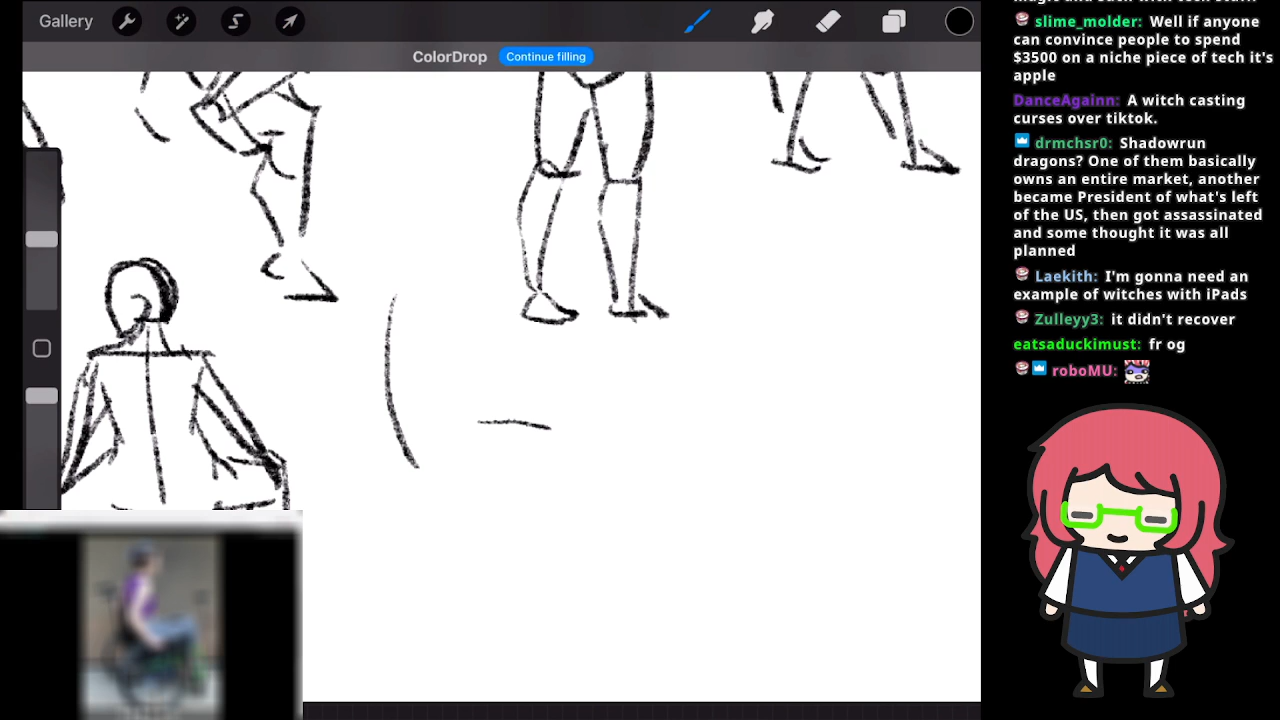 Gallery
ColorDrop Continue filling
slime_molder: Well if anyone
can convince people to spend
$3500 on a niche piece of tech it's
apple
DanceAgainn: A witch casting
curses over tiktok.
drmchsr0: Shadowrun
dragons? One of them basically
owns an entire market, another
became President of what's left
of the US, then got assassinated
and some thought it was all
planned
Laekith: I'm gonna need an
example of witches with iPads
Zulleyy3: it didn't recover
eatsaduckimust: fr og
roboMU: